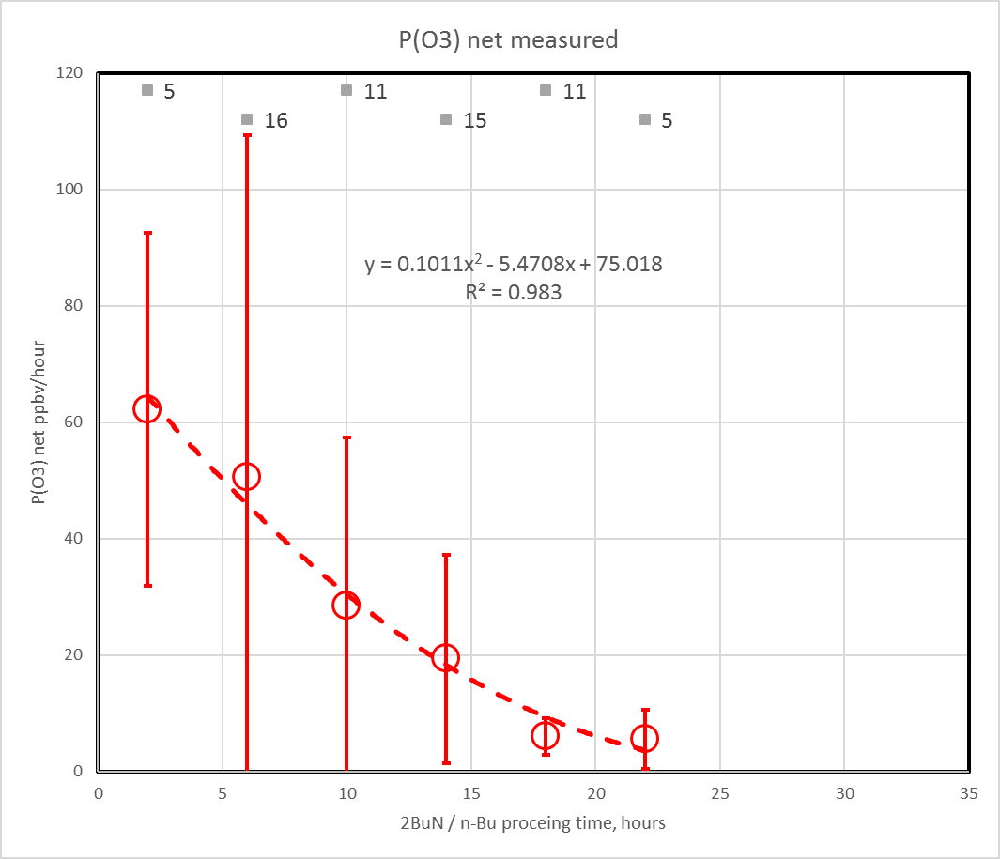 P(O3) net measured
120
5
11
11
16
15
5
100
y = 0.1011x² - 5.4708x + 75.018
R² = 0.983
80
60
40
20
0
P(O3) net ppbv/hour
0 5 10 15 20 25 30 35
2BuN / n-Bu proceing time, hours